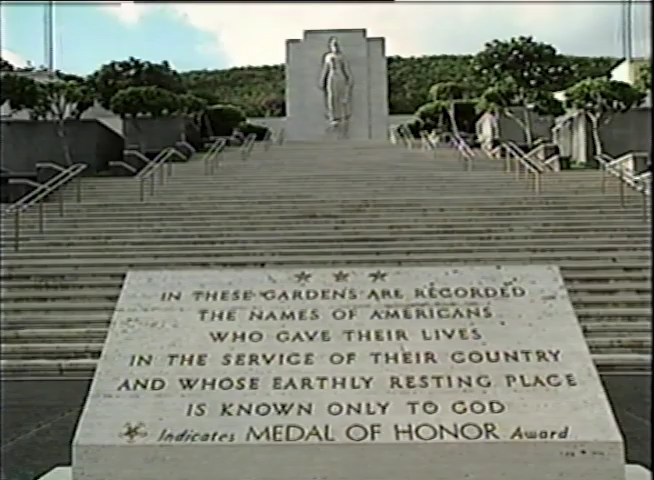 IN THESE GARDENS ARE RECORDED
THE NAMES OF AMERICANS
WHO GAVE THEIR LIVES
IN THE SERVICE OF THEIR COUNTRY
AND WHOSE EARTHLY RESTING PLACE
IS KNOWN ONLY TO GOD
Indicates MEDAL OF HONOR Award